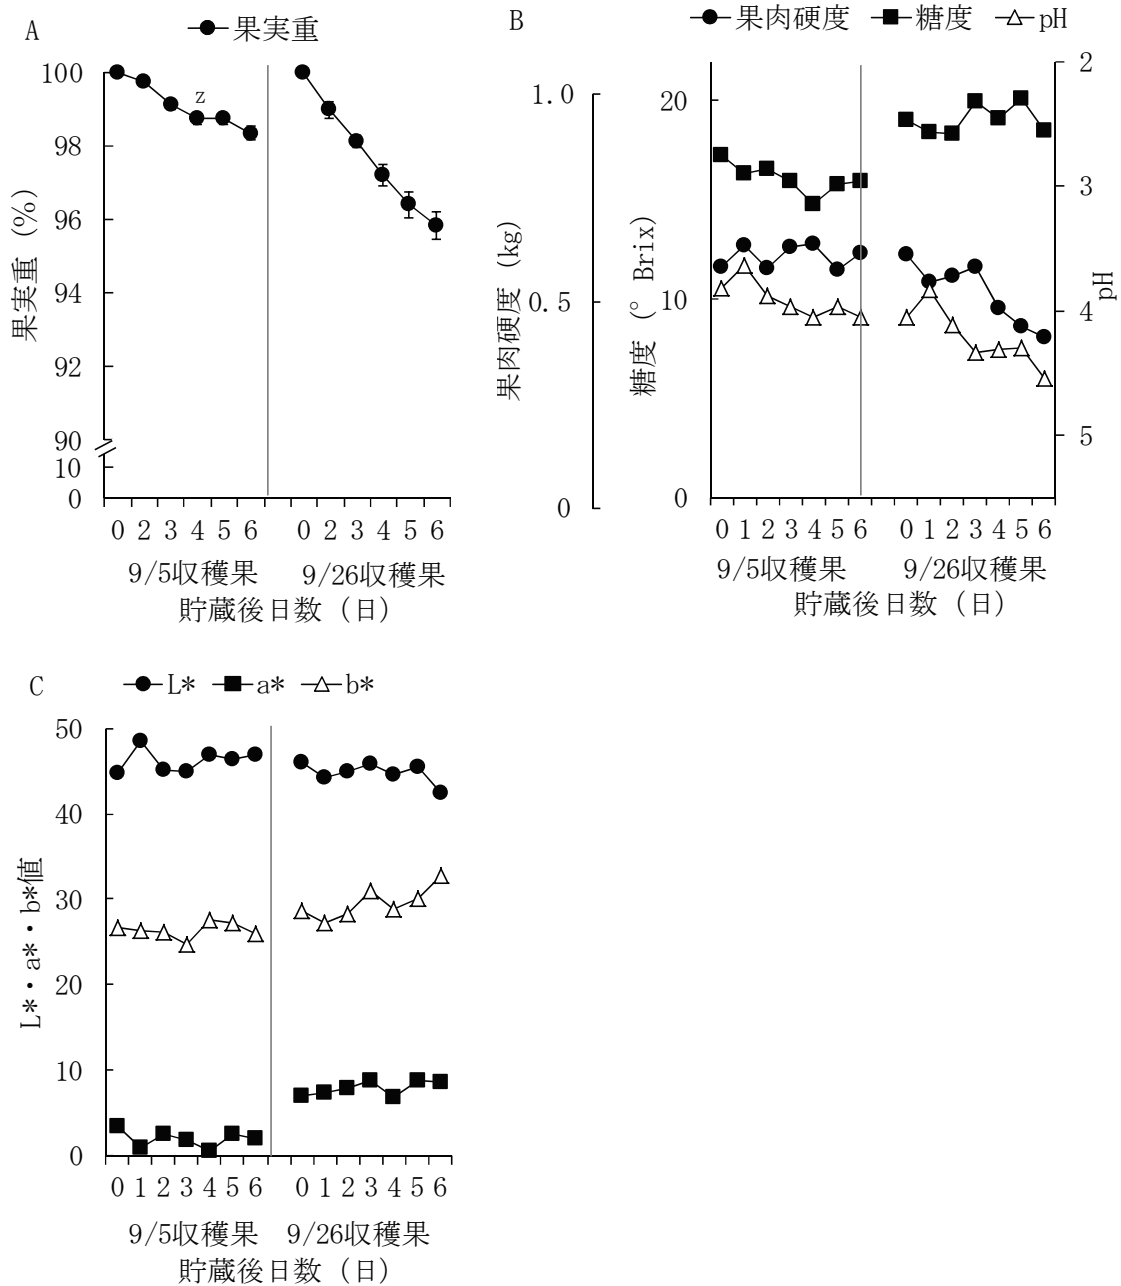 A
果実重
100
98
96
94
92
90
10
0
果実重 (%)
z
0 2 3 4 5 6 0 2 3 4 5 6
9/5収穫果 9/26収穫果
貯蔵後日数 (日)
B
果肉硬度 糖度 pH
1.0
0.5
0
果肉硬度 (kg)
20
10
0
糖度 (° Brix)
2
3
4
5
pH
0 1 2 3 4 5 6 0 1 2 3 4 5 6
9/5収穫果 9/26収穫果
貯蔵後日数 (日)
C
L* a* b*
50
40
30
20
10
0
L*・a*・b*値
0 1 2 3 4 5 6 0 1 2 3 4 5 6
9/5収穫果 9/26収穫果
貯蔵後日数 (日)